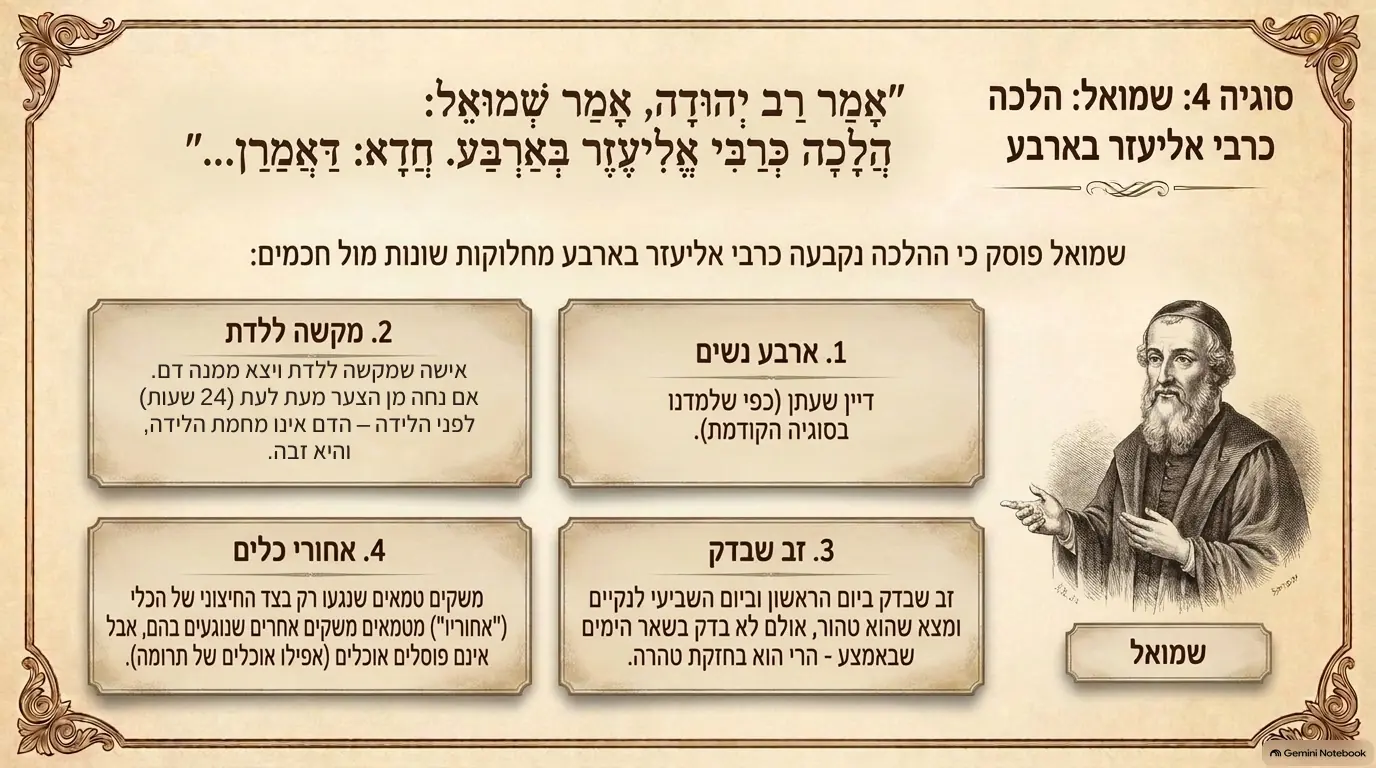 סוגיה 4: שמואל: הלכה
כרבי אליעזר בארבע
"אָמַר רַב יְהוּדָה, אָמַר שְׁמוּאֵל:
הֲלָכָה כְּרַבִּי אֱלִיעֶזֶר בְּאַרְבַּע. חֲדָא: דַּאֲמַרַן..."
שמואל פוסק כי ההלכה נקבעה כרבי אליעזר בארבע מחלוקות שונות מול חכמים:
1. ארבע נשים
דיין שעתן (כפי שלמדנו
בסוגיה הקודמת).
2. מקשה ללדת
אישה שמקשה ללדת ויצא ממנה דם.
אם נחה מן הצער מעת לעת (24 שעות)
לפני הלידה – הדם אינו מחמת הלידה,
והיא זבה.
3. זב שבדק
זב שבדק ביום הראשון וביום השביעי לנקיים
ומצא שהוא טהור, אולם לא בדק בשאר הימים
שבאמצע - הרי הוא בחזקת טהרה.
4. אחורי כלים
משקים טמאים שנגעו רק בצד החיצוני של הכלי
("אחוריו") מטמאים משקים אחרים שנוגעים בהם, אבל
אינם פוסלים אוכלים (אפילו אוכלים של תרומה).
שמואל
Gemini Notebook